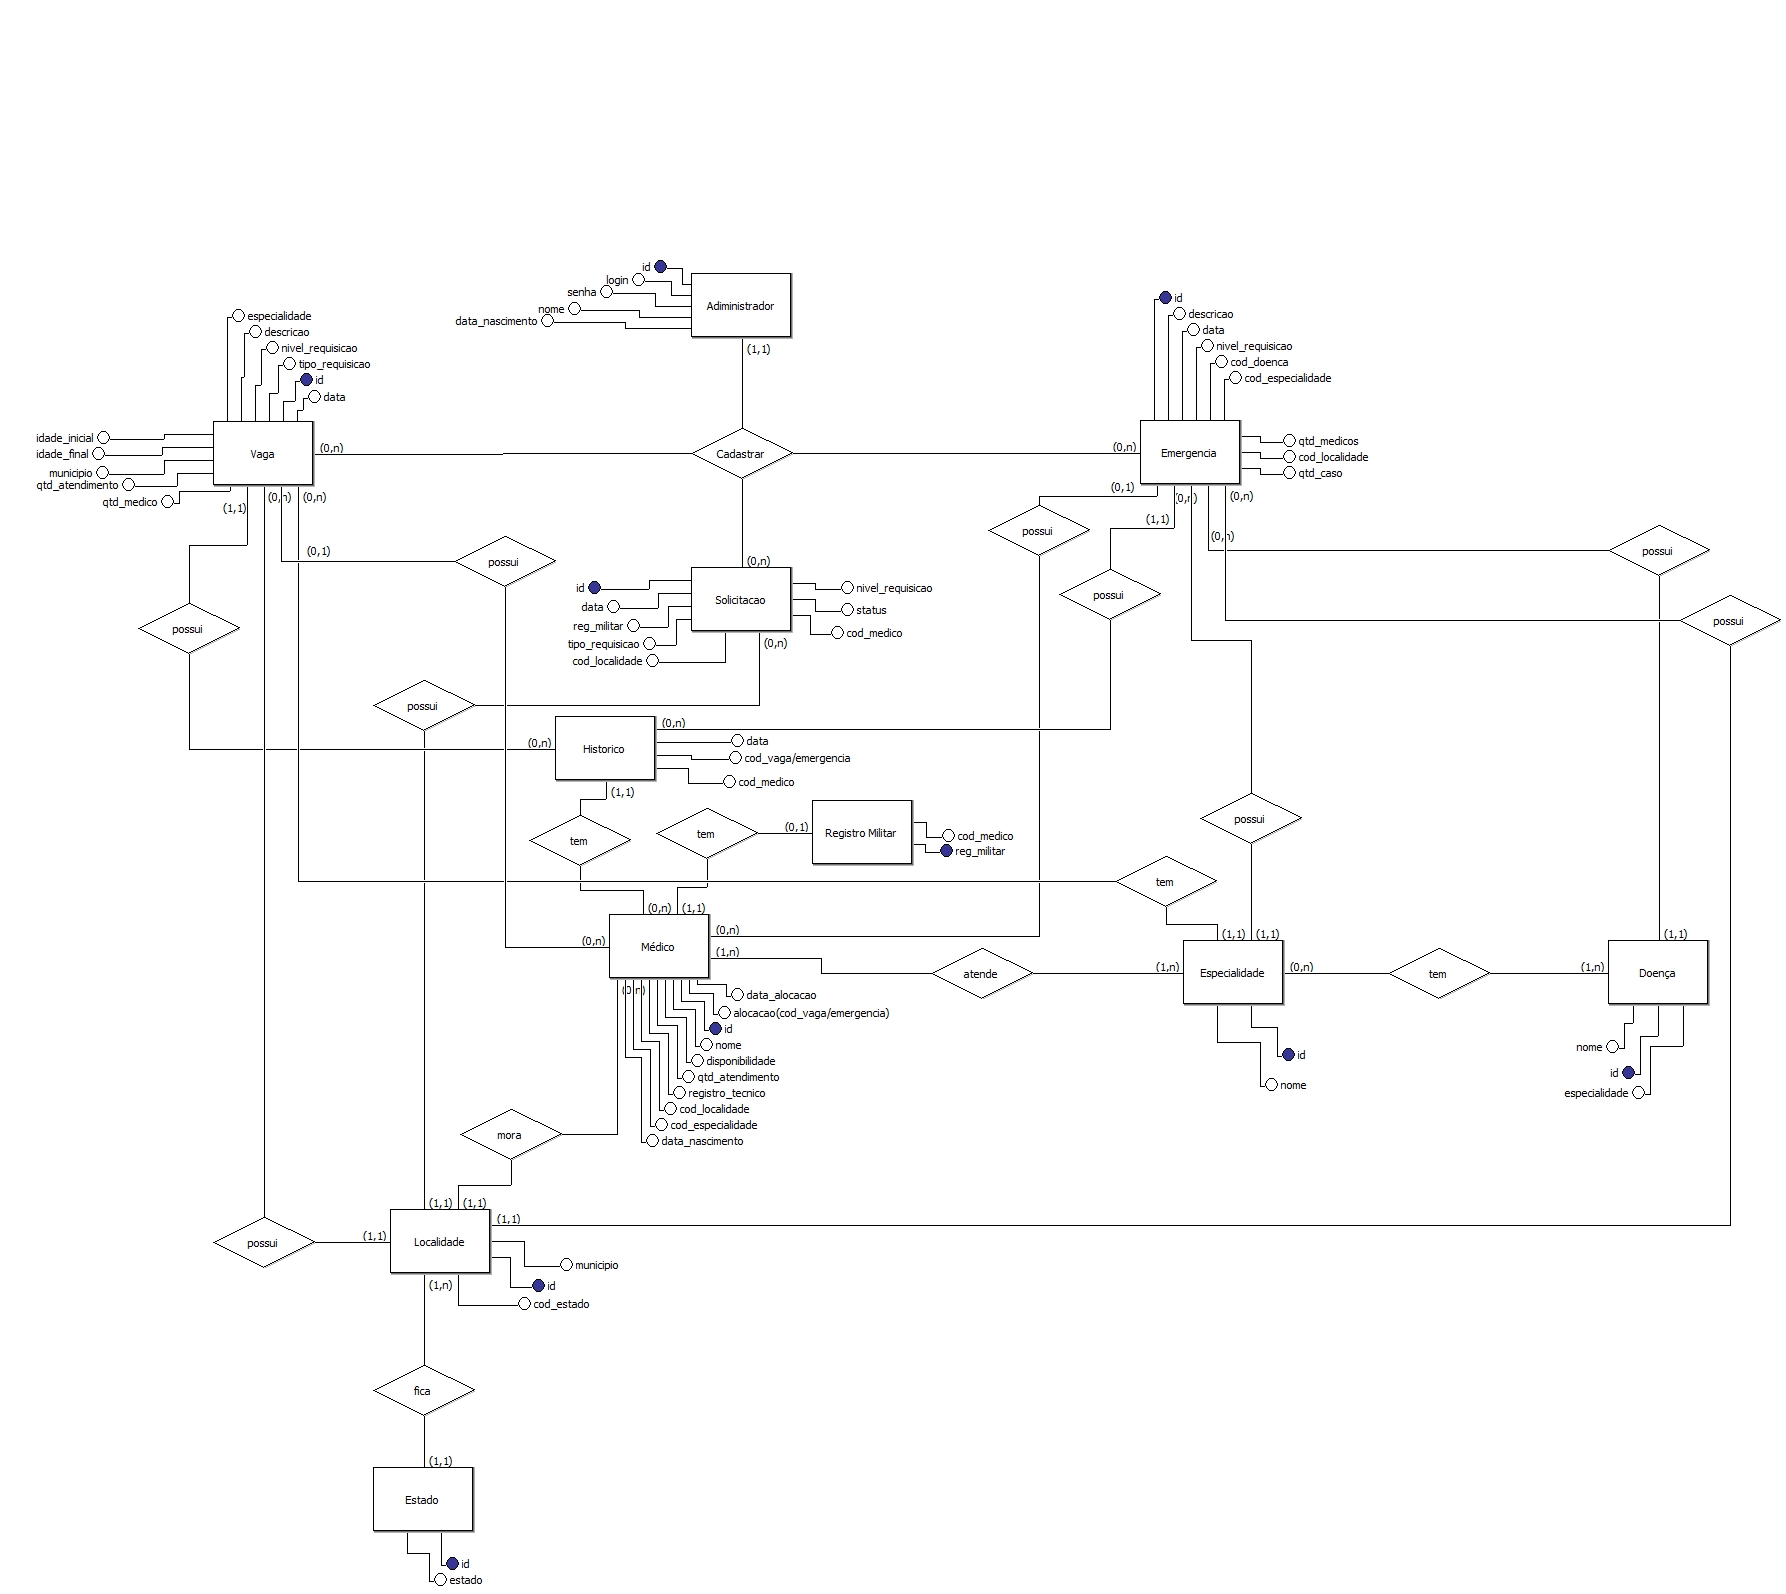 id
login
senha
nome
data_nascimento
Adiministrador
(1,1)
especialidade
descricao
nivel_requisicao
tipo_requisicao
id
data
idade_inicial
idade_final
municipio
qtd_atendimento
qtd_medico
Vaga
(0,n)
(1,1)
(0,n)
(0,n)
(0,1)
Cadastrar
id
descricao
data
nivel_requisicao
cod_doenca
cod_especialidade
(0,n)
Emergencia
qtd_medicos
cod_localidade
qtd_caso
(0,1)
(0,n)
(0,n)
(1,1)
(0,n)
possui
possui
possui
possui
possui
possui
(0,n)
id
data
reg_militar
tipo_requisicao
cod_localidade
Solicitacao
nivel_requisicao
status
cod_medico
(0,n)
possui
(0,n)
Historico
(0,n)
data
cod_vaga/emergencia
cod_medico
(1,1)
tem
tem
(0,1)
Registro Militar
cod_medico
reg_militar
possui
tem
(0,n)
(1,1)
(0,n)
Médico
(0,n)
(1,n)
atende
(1,n)
(1,1)
(1,1)
Especialidade
(0,n)
tem
(1,n)
(1,1)
Doença
(0,n)
data_alocacao
alocacao(cod_vaga/emergencia)
id
nome
disponibilidade
qtd_atendimento
registro_tecnico
cod_localidade
cod_especialidade
data_nascimento
id
nome
nome
id
especialidade
mora
(1,1)
(1,1)
(1,1)
possui
(1,1)
Localidade
municipio
id
cod_estado
(1,n)
fica
(1,1)
Estado
id
estado